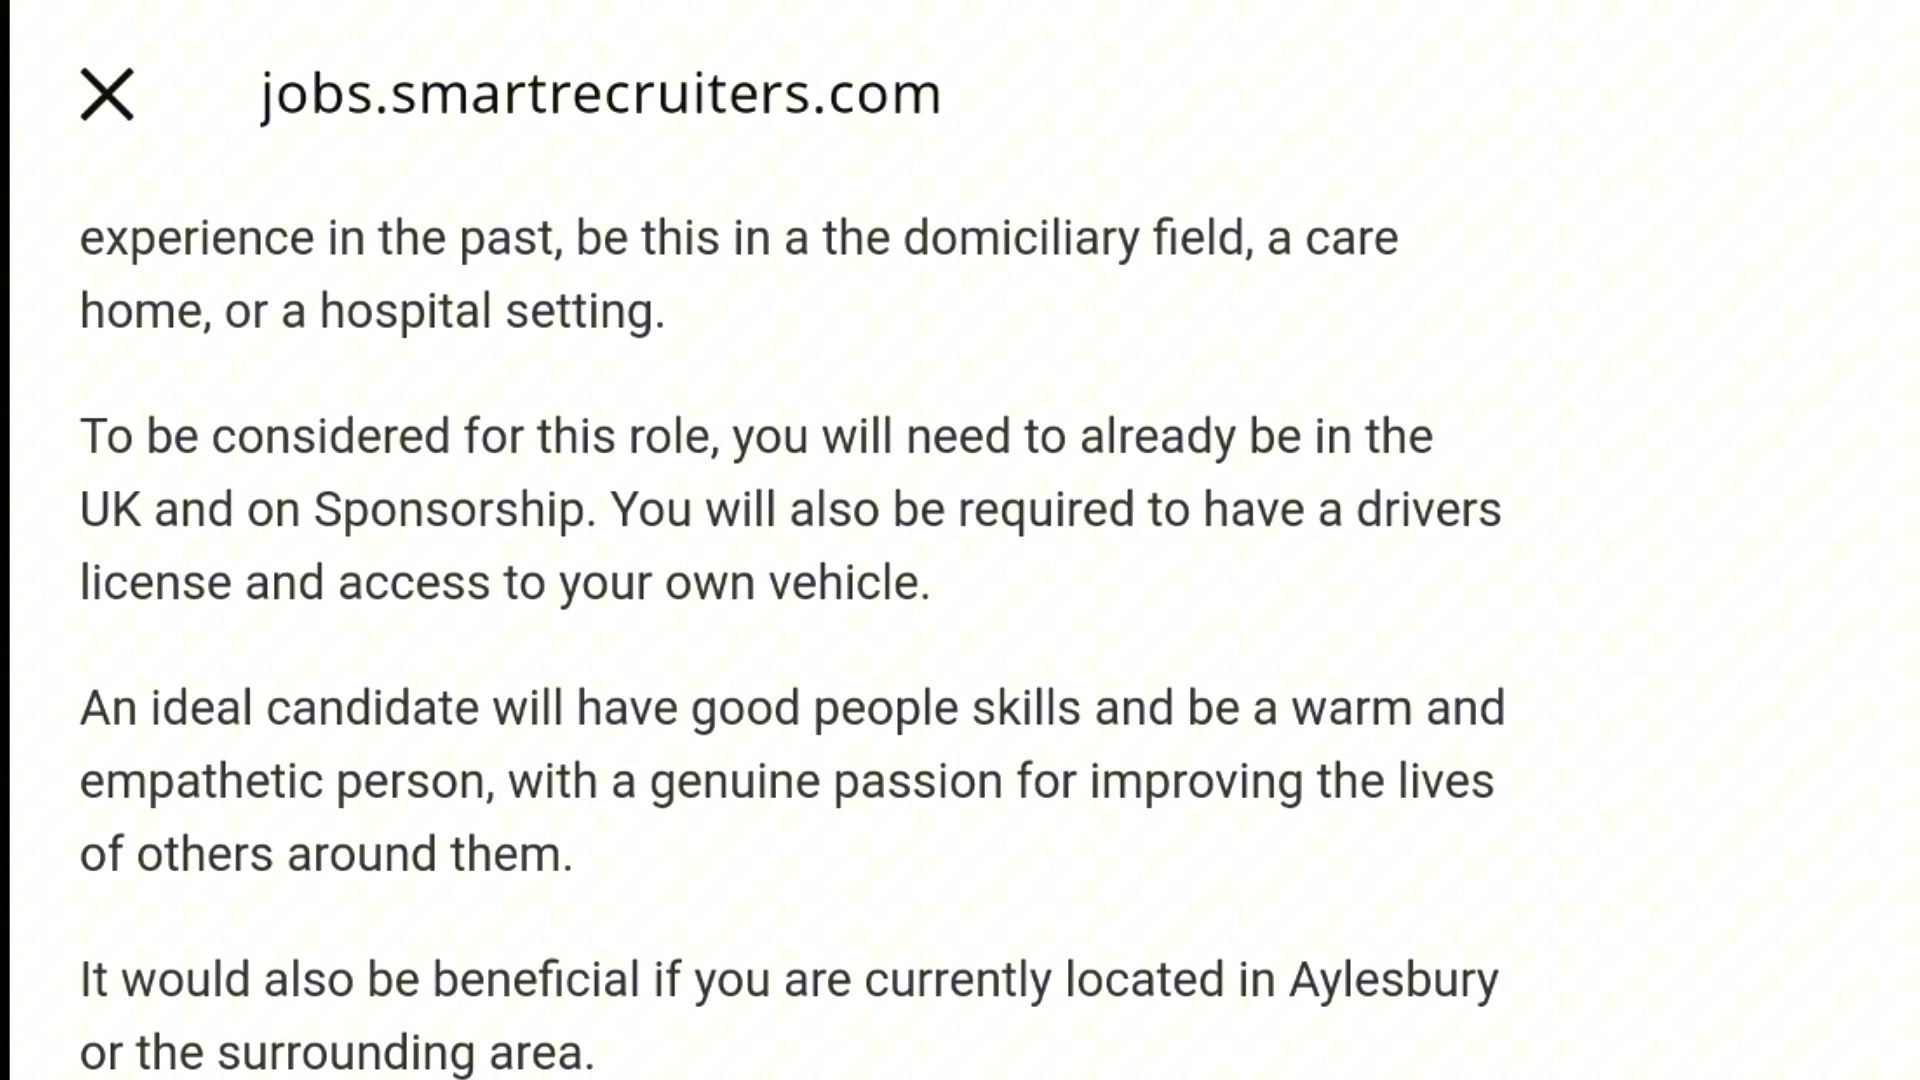 jobs.smartrecruiters.com
experience in the past, be this in a the domiciliary field, a care
home, or a hospital setting.
To be considered for this role, you will need to already be in the
UK and on Sponsorship. You will also be required to have a drivers
license and access to your own vehicle.
An ideal candidate will have good people skills and be a warm and
empathetic person, with a genuine passion for improving the lives
of others around them.
It would also be beneficial if you are currently located in Aylesbury
or the surrounding area.